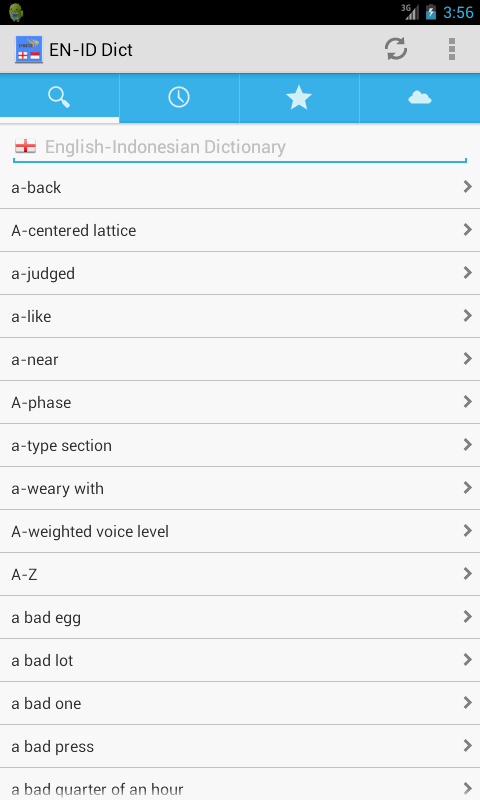 3G
3:56
EN-ID Dict
English-Indonesian Dictionary
a-back
A-centered lattice
a-judged
a-like
a-near
A-phase
a-type section
a-weary with
A-weighted voice level
A-Z
a bad egg
a bad lot
a bad one
a bad press
a bad quarter of an hour